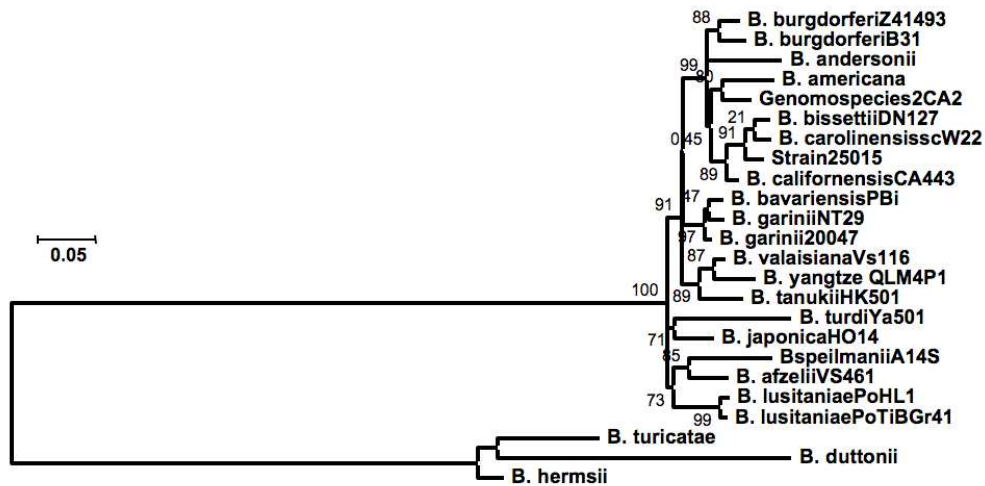 88
B. burgdorferiZ41493
B. burgdorferiB31
B. andersonii
99
80
B. americana
Genomospecies2CA2
21
B. bissettiiDN127
91
B. carolinensisscW22
0.45
Strain25015
89
B. californensisCA443
47
B. bavariensisPBi
91
B. gariniiNT29
97
B. garinii20047
0.05
87
B. valaisianaVs116
B. yangtze QLM4P1
100
89
B. tanukiiHK501
B. turdiYa501
71
B. japonicaHO14
85
BspeilmaniiA14S
B. afzeliiVS461
73
B. lusitaniaePoHL1
99
B. lusitaniaePoTiBGr41
B. turicatae
B. duttonii
B. hermsii